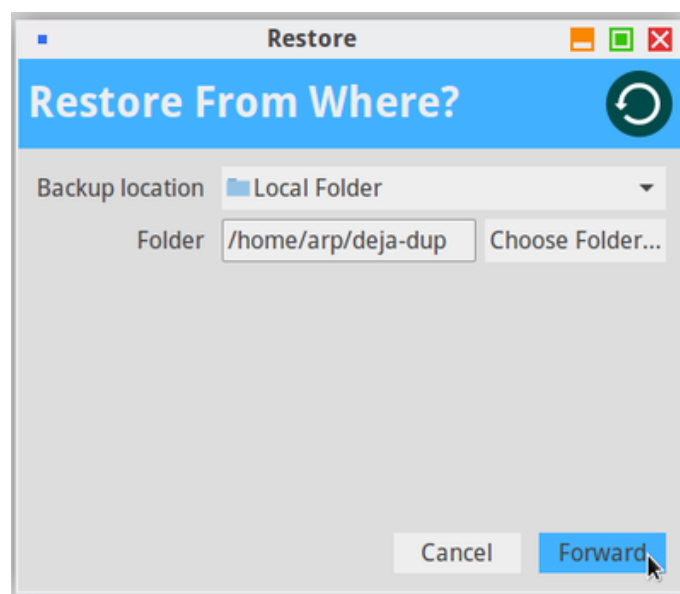 Restore
Restore From Where?
Backup location Local Folder
Folder /home/arp/deja-dup Choose Folder...
Cancel Forward